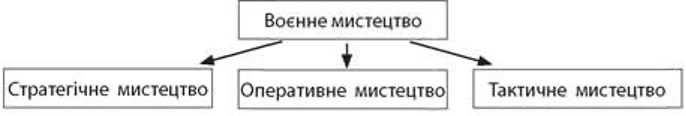 Воєнне мистецтво
Стратегічне мистецтво
Оперативне мистецтво
Тактичне мистецтво